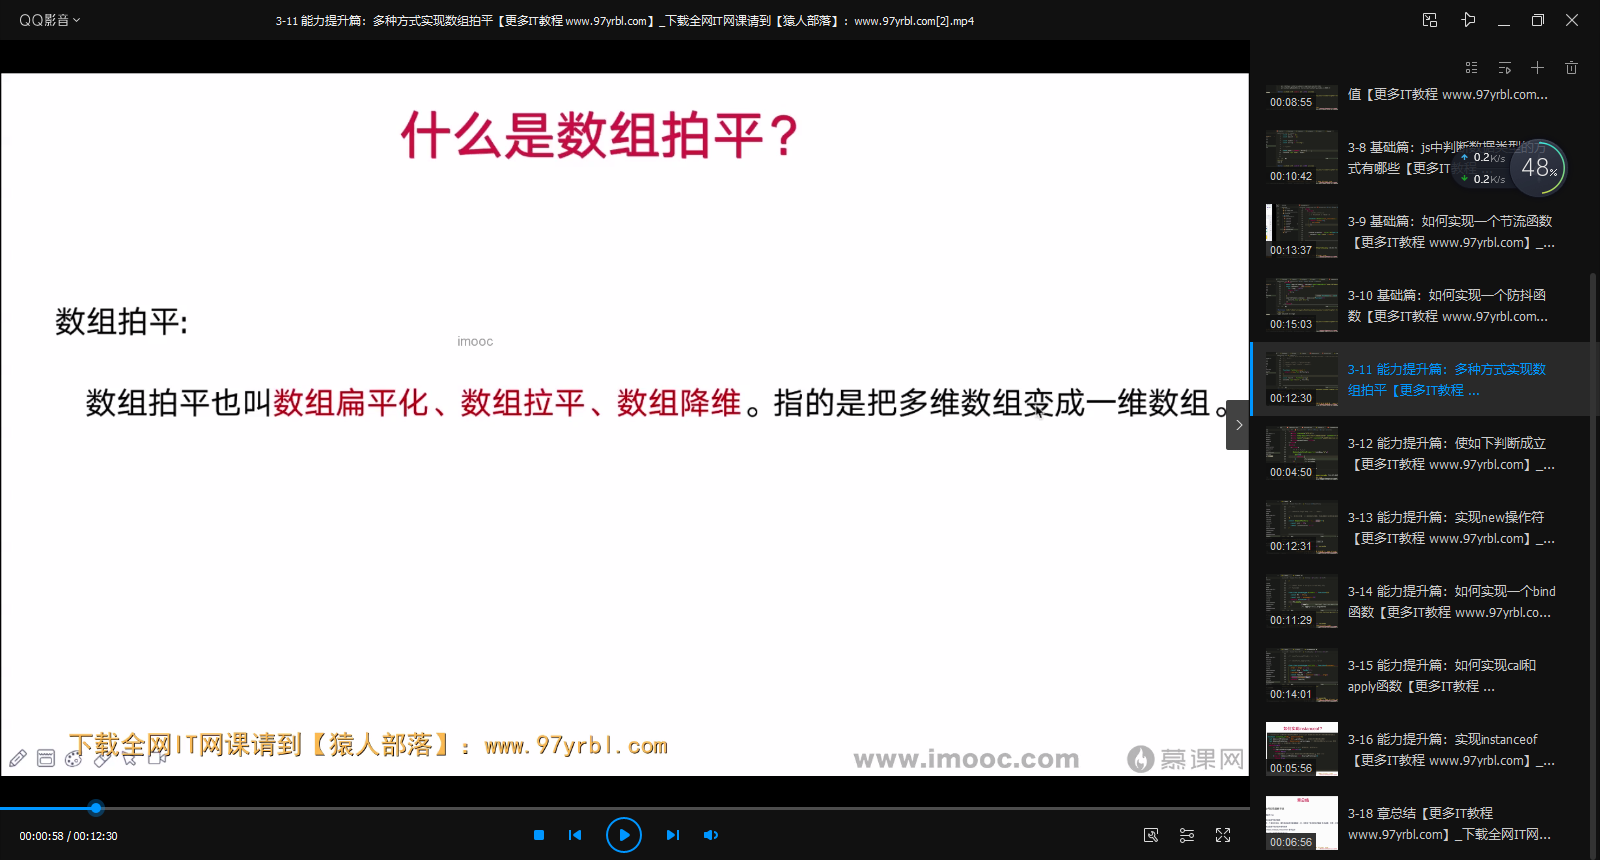 QQ影音
3-11 能力提升篇：多种方式实现数组拍平【更多IT教程 www.97yrbl.com】_下载全网IT网课请到【猿人部落】：www.97yrbl.com[2].mp4
什么是数组拍平？
数组拍平:
imooc
数组拍平也叫数组扁平化、数组拉平、数组降维。指的是把多维数组变成一维数组。
下载全网IT网课请到【猿人部落】：www.97yrbl.com
www.imooc.com
慕课网
00:00:58 / 00:12:30
00:08:55
值【更多IT教程 www.97yrbl.com...
00:10:42
3-8 基础篇：js中判断数据类型的方
式有哪些【更多IT
0.2K/s
0.2K/s
48%
00:13:37
3-9 基础篇：如何实现一个节流函数
【更多IT教程 www.97yrbl.com】_...
00:15:03
3-10 基础篇：如何实现一个防抖函
数【更多IT教程 www.97yrbl.com...
00:12:30
3-11 能力提升篇：多种方式实现数
组拍平【更多IT教程 ...
00:04:50
3-12 能力提升篇：使如下判断成立
【更多IT教程 www.97yrbl.com】_...
00:12:31
3-13 能力提升篇：实现new操作符
【更多IT教程 www.97yrbl.com】_...
00:11:29
3-14 能力提升篇：如何实现一个bind
函数【更多IT教程 www.97yrbl.co...
00:14:01
3-15 能力提升篇：如何实现call和
apply函数【更多IT教程 ...
00:05:56
3-16 能力提升篇：实现instanceof
【更多IT教程 www.97yrbl.com】_...
00:06:56
3-18 章总结【更多IT教程
www.97yrbl.com】_下载全网IT网...